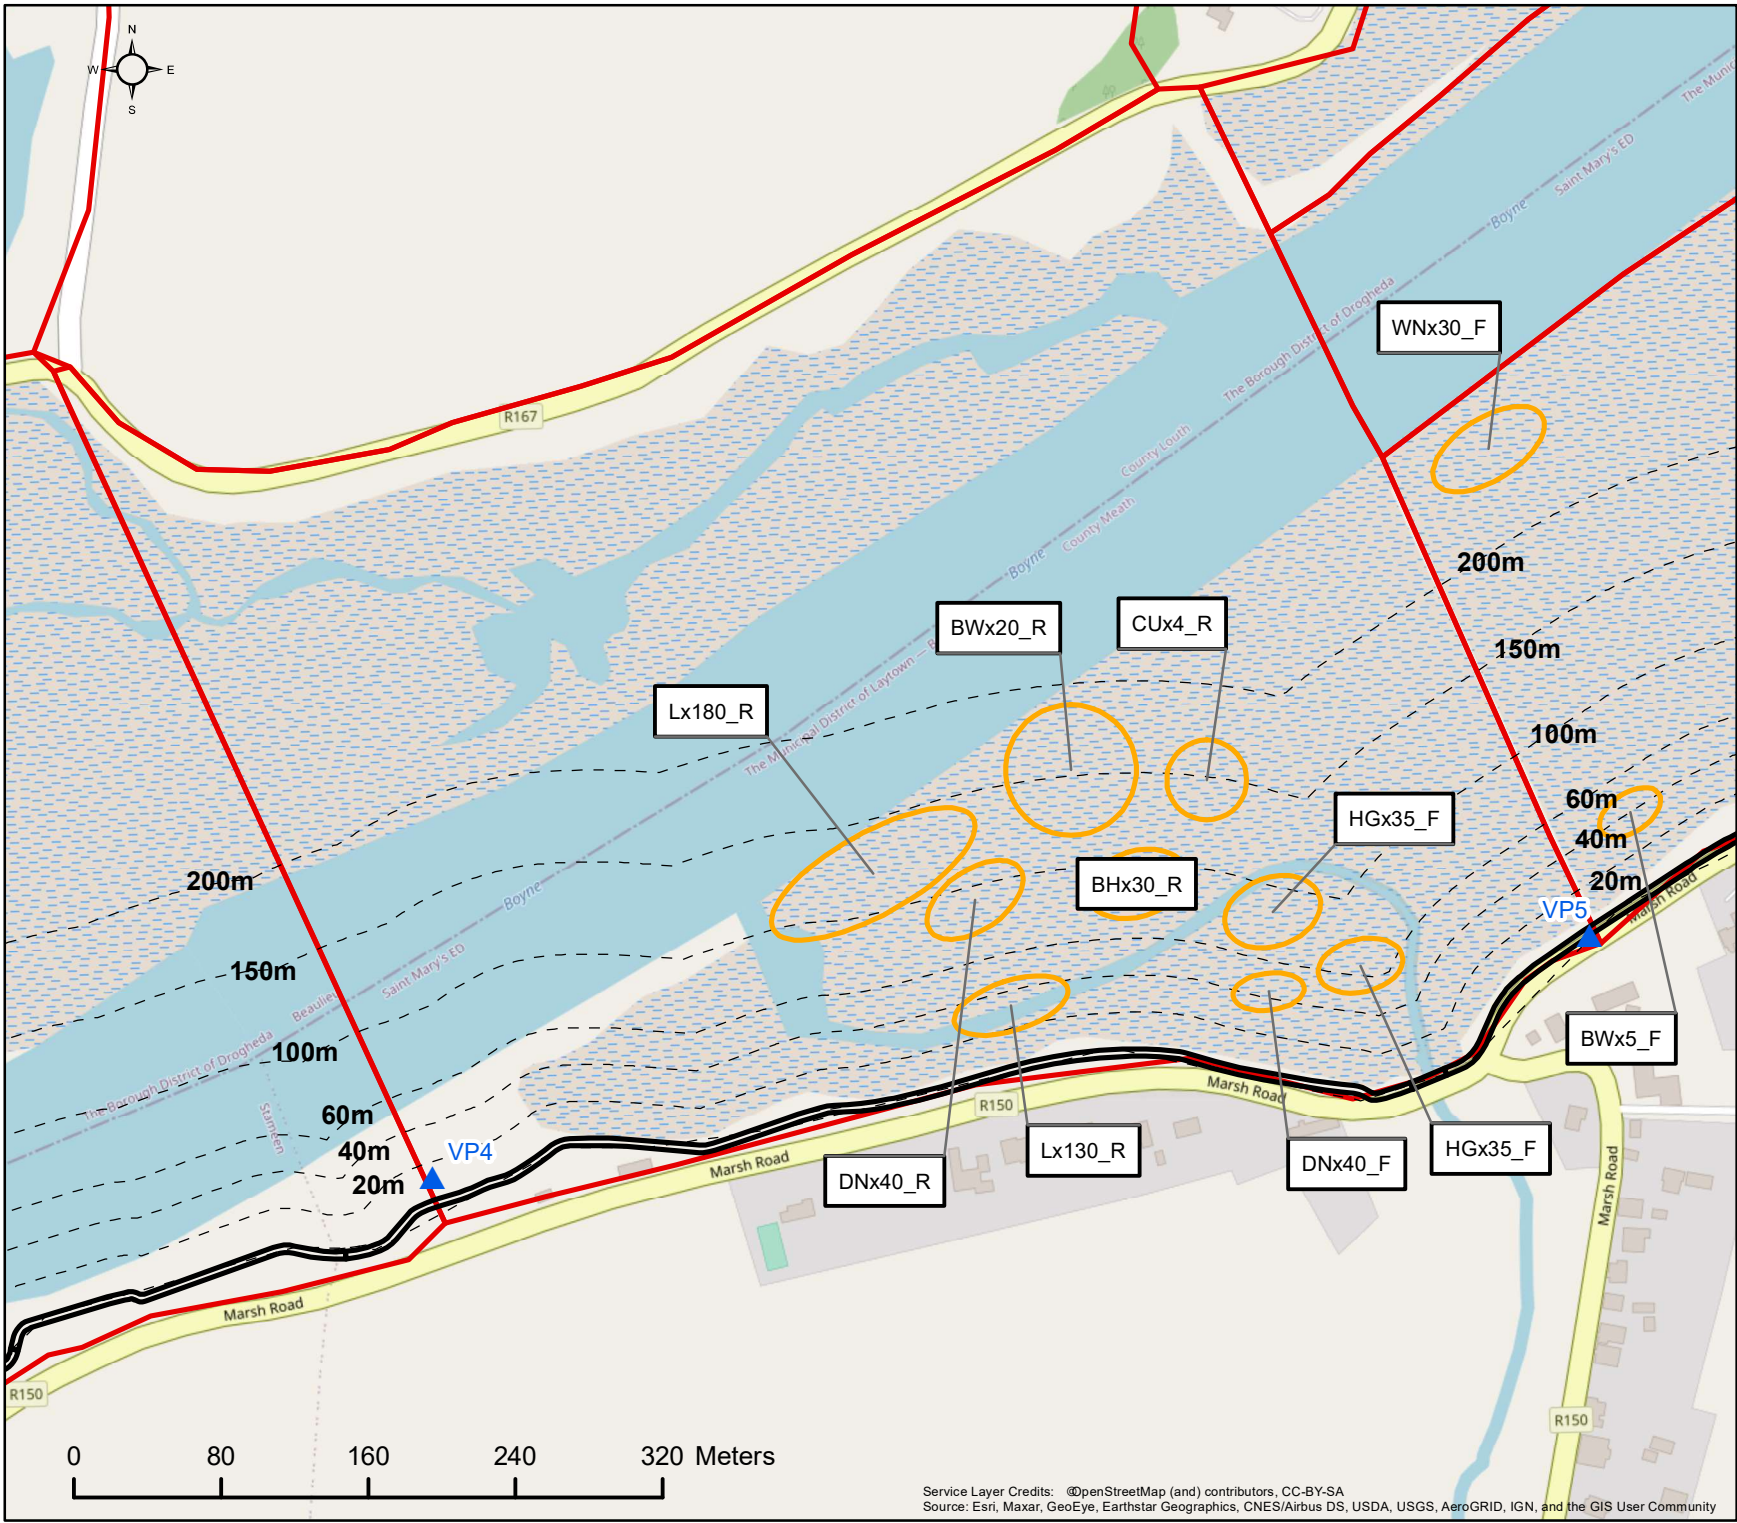 N
W E
S
The Munic
Saint Mary's ED
Boyne
The Borough District of Drogheda
WNx30_F
R167
County Louth
County Meath
Boyne
200m
BWx20_R
CUx4_R
150m
Lx180_R
The Municipal District of Laytown — B
100m
60m
HGx35_F
40m
BHx30_R
20m
200m
Boyne
VP5
Marsh Road
150m
Saint Mary's ED
Beaulieu
100m
The Borough District of Drogheda
BWx5_F
60m
Stameen
40m
VP4
20m
R150
Marsh Road
Marsh Road
DNx40_R
Lx130_R
DNx40_F
HGx35_F
Marsh Road
Marsh Road
R150
R150
0 80 160 240 320 Meters
Service Layer Credits: ©OpenStreetMap (and) contributors, CC-BY-SA
Source: Esri, Maxar, GeoEye, Earthstar Geographics, CNES/Airbus DS, USDA, USGS, AeroGRID, IGN, and the GIS User Community